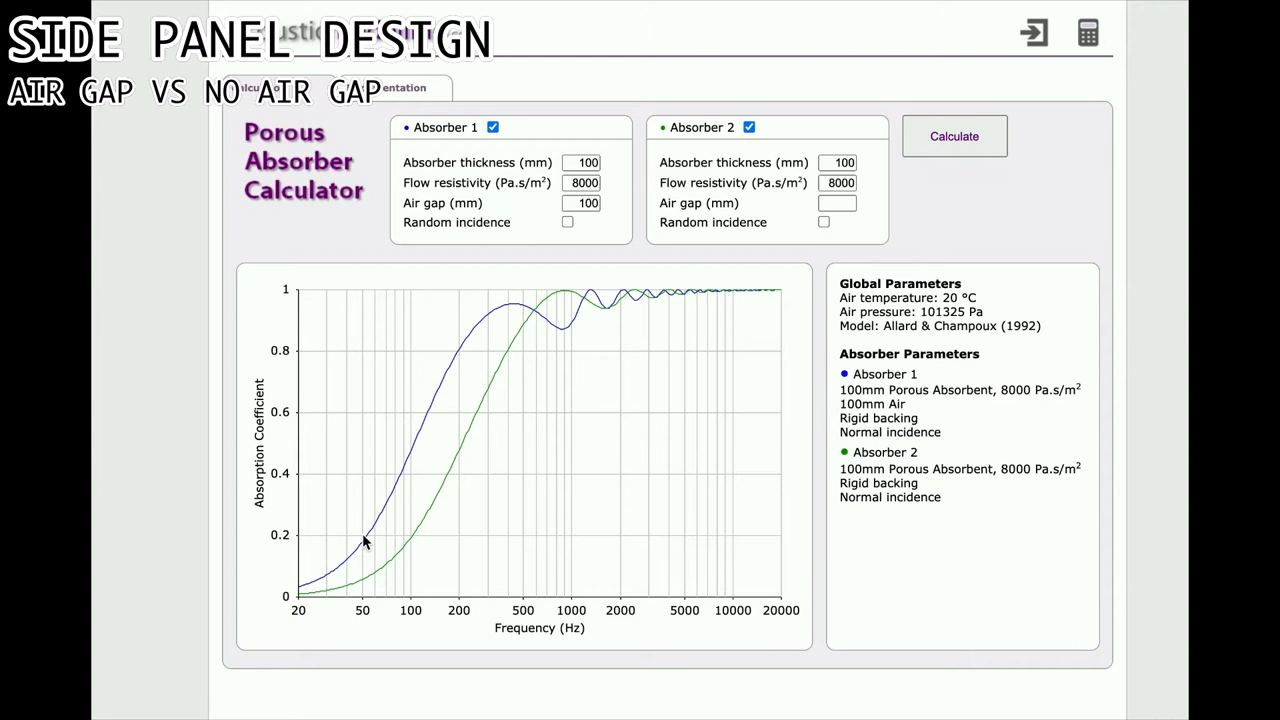 SIDE PANEL DESIGN
AIR GAP VS NO AIR GAP
Porous
Absorber
Calculator
Absorber 1
Absorber thickness (mm) 100
Flow resistivity (Pa.s/m²) 8000
Air gap (mm) 100
Random incidence
Absorber 2
Absorber thickness (mm) 100
Flow resistivity (Pa.s/m²) 8000
Air gap (mm)
Random incidence
Calculate
Absorption Coefficient
1
0.8
0.6
0.4
0.2
0
20 50 100 200 500 1000 2000 5000 10000 20000
Frequency (Hz)
Global Parameters
Air temperature: 20 °C
Air pressure: 101325 Pa
Model: Allard & Champoux (1992)
Absorber Parameters
Absorber 1
100mm Porous Absorbent, 8000 Pa.s/m²
100mm Air
Rigid backing
Normal incidence
Absorber 2
100mm Porous Absorbent, 8000 Pa.s/m²
Rigid backing
Normal incidence